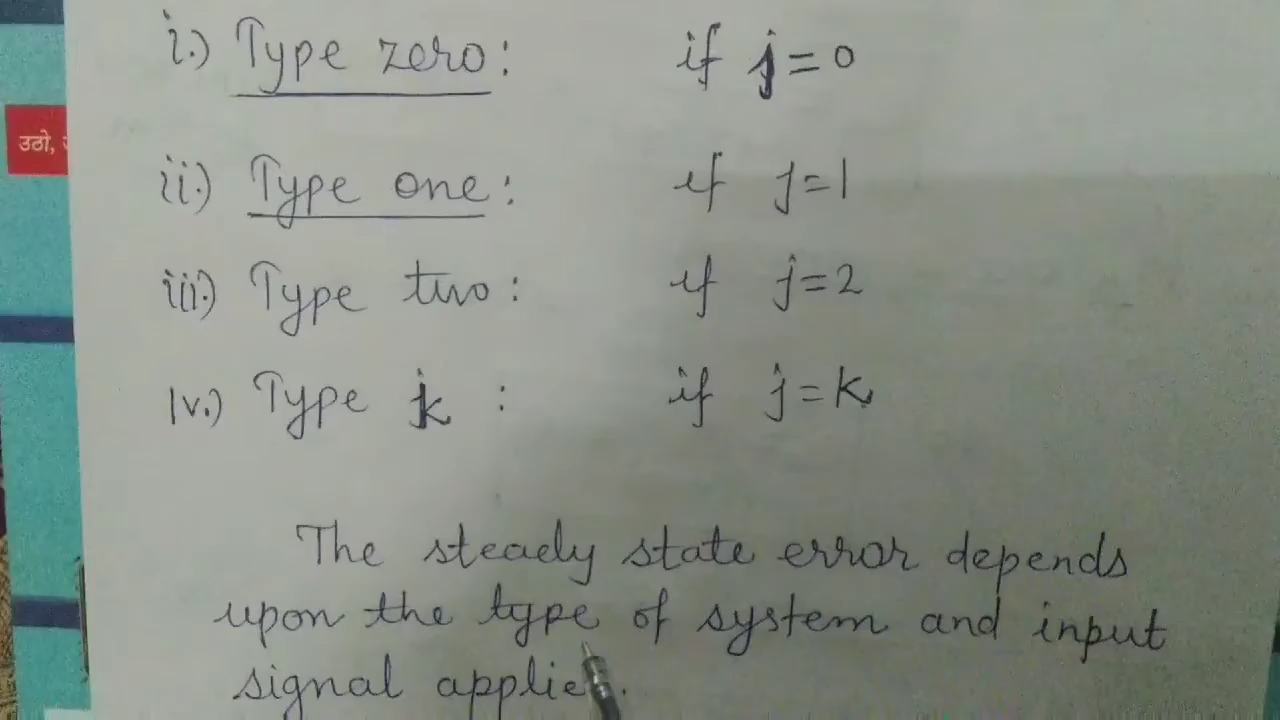 i.) Type zero: if j=0
उठो,
ii.) Type one: if j=1
iii.) Type two: if j=2
iv.) Type k : if j=k
The steady state error depends
upon the type of system and input
signal